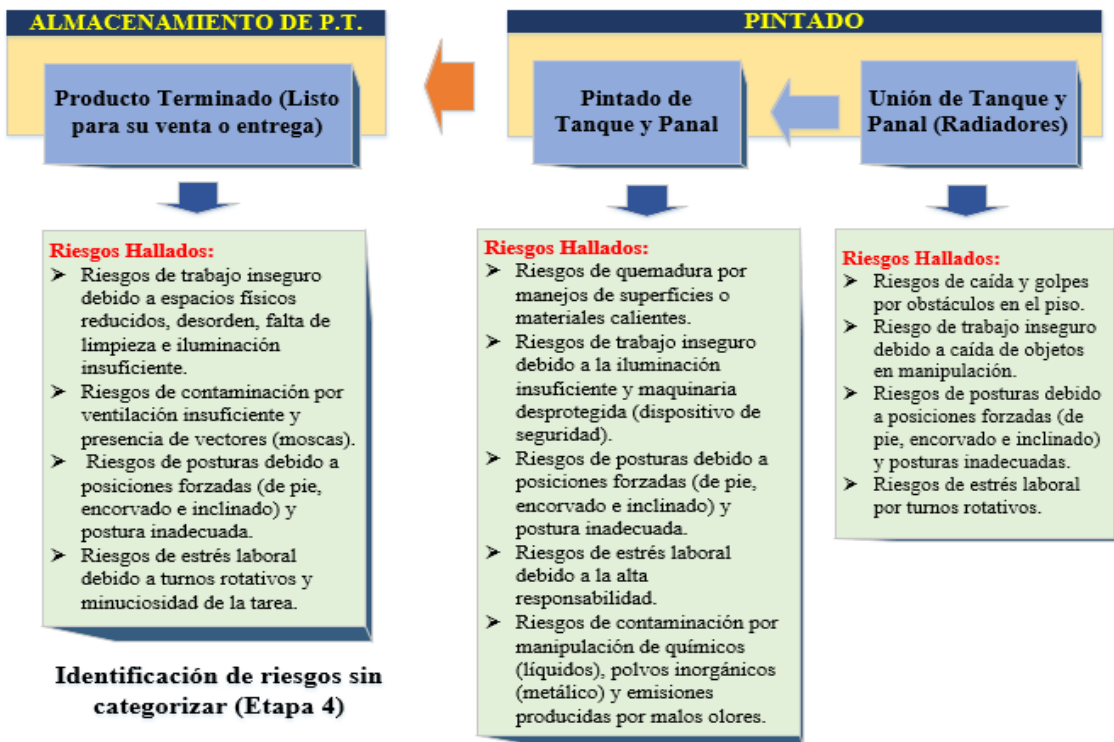 ALMACENAMIENTO DE P.T.
Producto Terminado (Listo
para su venta o entrega)
Riesgos Hallados:
➤ Riesgos de trabajo inseguro
debido a espacios físicos
reducidos, desorden, falta de
limpieza e iluminación
insuficiente.
➤ Riesgos de contaminación por
ventilación insuficiente y
presencia de vectores (moscas).
➤ Riesgos de posturas debido a
posiciones forzadas (de pie,
encorvado e inclinado) y
postura inadecuada.
➤ Riesgos de estrés laboral
debido a turnos rotativos y
minuciosidad de la tarea.
Identificación de riesgos sin
categorizar (Etapa 4)
PINTADO
Pintado de
Tanque y Panal
Riesgos Hallados:
➤ Riesgos de quemadura por
manejos de superficies o
materiales calientes.
➤ Riesgos de trabajo inseguro
debido a la iluminación
insuficiente y maquinaria
desprotegida (dispositivo de
seguridad).
➤ Riesgos de posturas debido a
posiciones forzadas (de pie,
encorvado e inclinado) y
postura inadecuada.
➤ Riesgos de estrés laboral
debido a la alta
responsabilidad.
➤ Riesgos de contaminación por
manipulación de químicos
(líquidos), polvos inorgánicos
(metálico) y emisiones
producidas por malos olores.
Unión de Tanque y
Panal (Radiadores)
Riesgos Hallados:
➤ Riesgos de caída y golpes
por obstáculos en el piso.
➤ Riesgo de trabajo inseguro
debido a caída de objetos
en manipulación.
➤ Riesgos de posturas debido
a posiciones forzadas (de
pie, encorvado e inclinado)
y posturas inadecuadas.
➤ Riesgos de estrés laboral
por turnos rotativos.